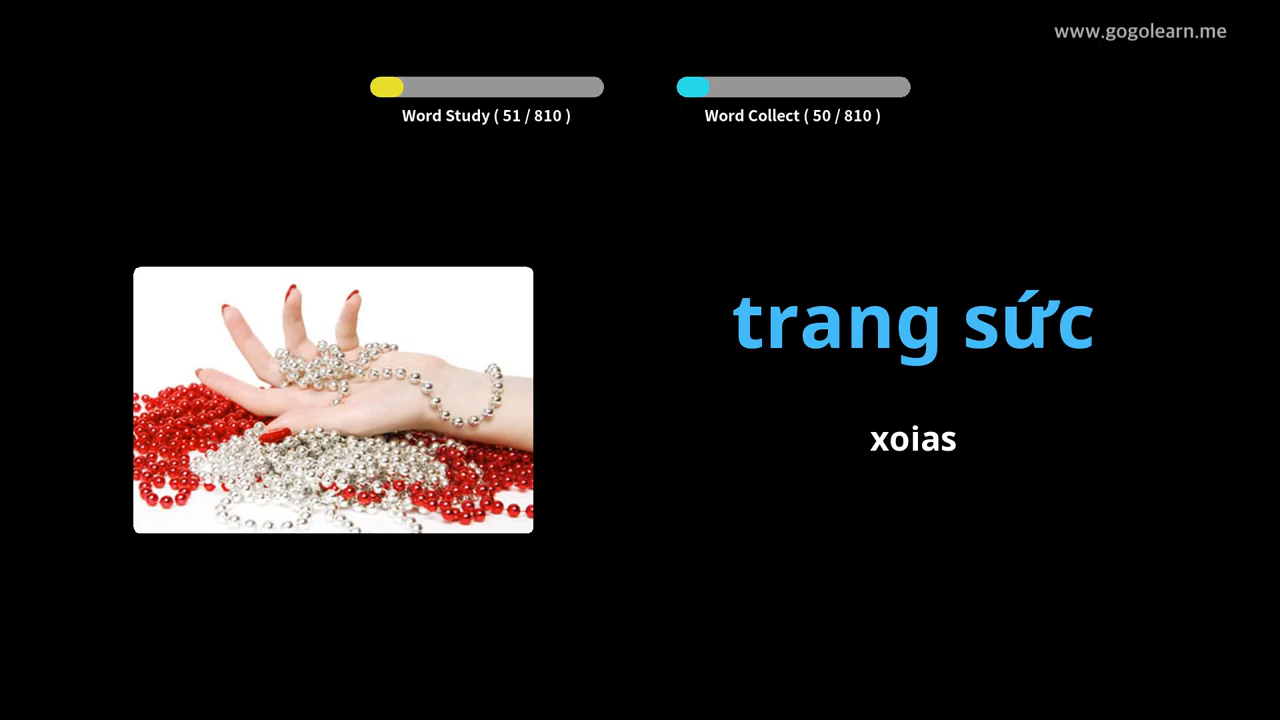 www.gogolearn.me
Word Study ( 51 / 810 )
Word Collect ( 50 / 810 )
trang sức
xoias